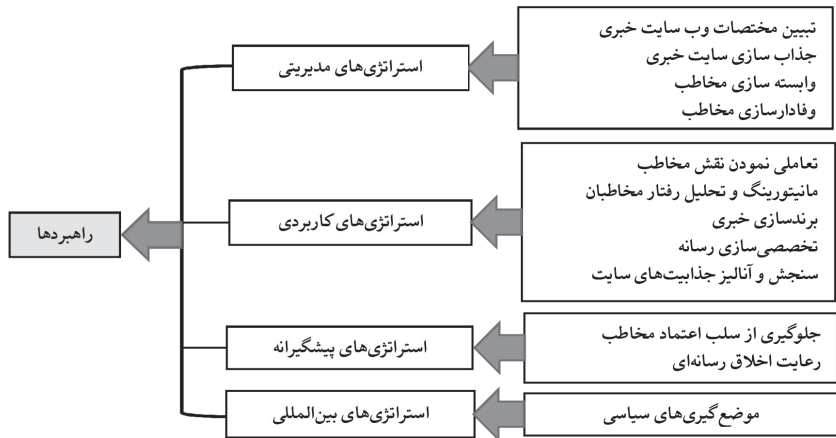 تبیین مختصات وب سایت خبری
جذاب سازی سایت خبری
وابسته سازی مخاطب
وفادارسازی مخاطب
استراتژی‌های مدیریتی
تعاملی نمودن نقش مخاطب
مانیتورینگ و تحلیل رفتار مخاطبان
برندسازی خبری
تخصصی‌سازی رسانه
سنجش و آنالیز جذابیت‌های سایت
استراتژی‌های کاربردی
راهبردها
جلوگیری از سلب اعتماد مخاطب
رعایت اخلاق رسانه‌ای
استراتژی‌های پیشگیرانه
موضع‌گیری‌های سیاسی
استراتژی‌های بین‌المللی